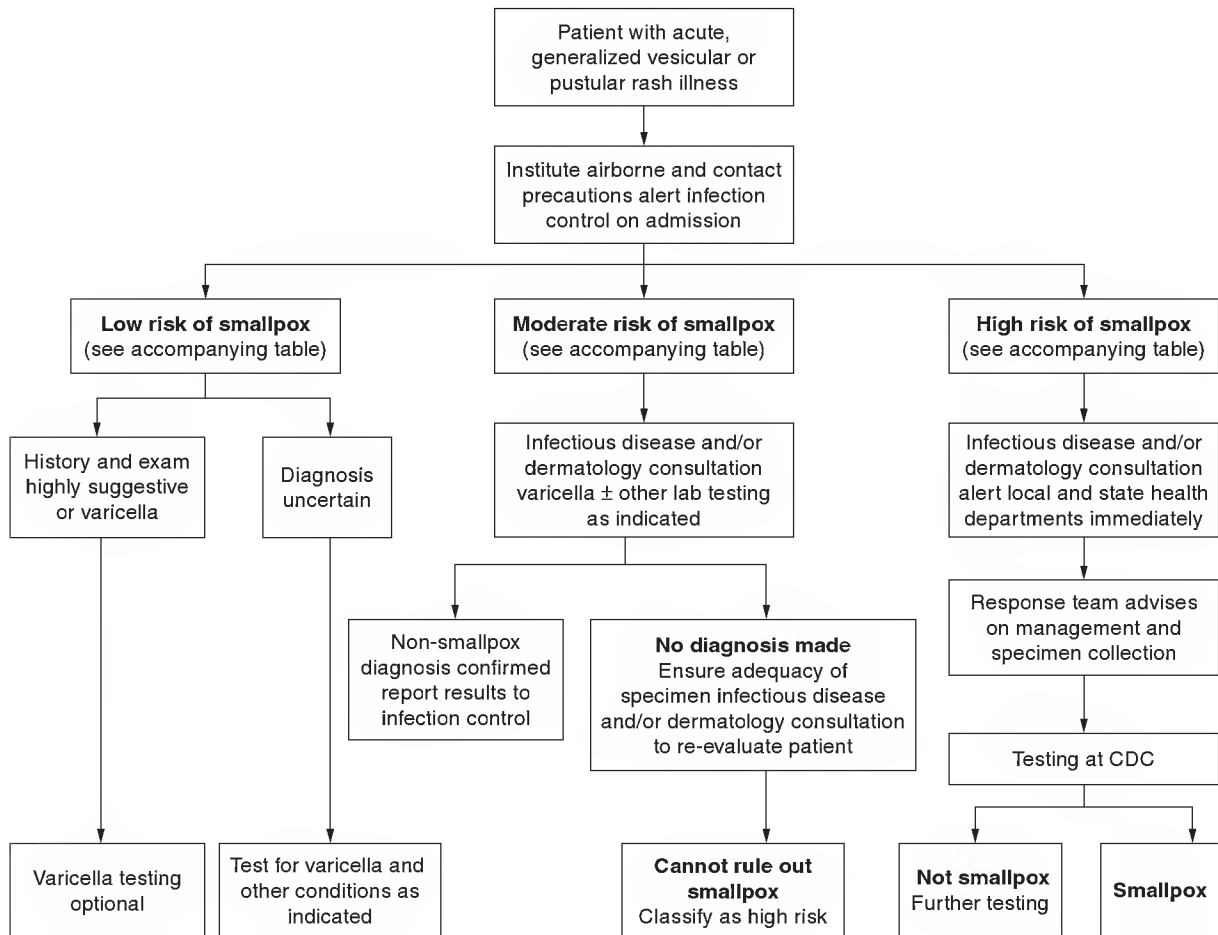 Patient with acute,
generalized vesicular or
pustular rash illness
Institute airborne and contact
precautions alert infection
control on admission
Low risk of smallpox
(see accompanying table)
Moderate risk of smallpox
(see accompanying table)
High risk of smallpox
(see accompanying table)
History and exam
highly suggestive
or varicella
Diagnosis
uncertain
Infectious disease and/or
dermatology consultation
varicella ± other lab testing
as indicated
Infectious disease and/or
dermatology consultation
alert local and state health
departments immediately
Non-smallpox
diagnosis confirmed
report results to
infection control
No diagnosis made
Ensure adequacy of
specimen infectious disease
and/or dermatology consultation
to re-evaluate patient
Response team advises
on management and
specimen collection
Testing at CDC
Varicella testing
optional
Test for varicella and
other conditions as
indicated
Cannot rule out
smallpox
Classify as high risk
Not smallpox
Further testing
Smallpox